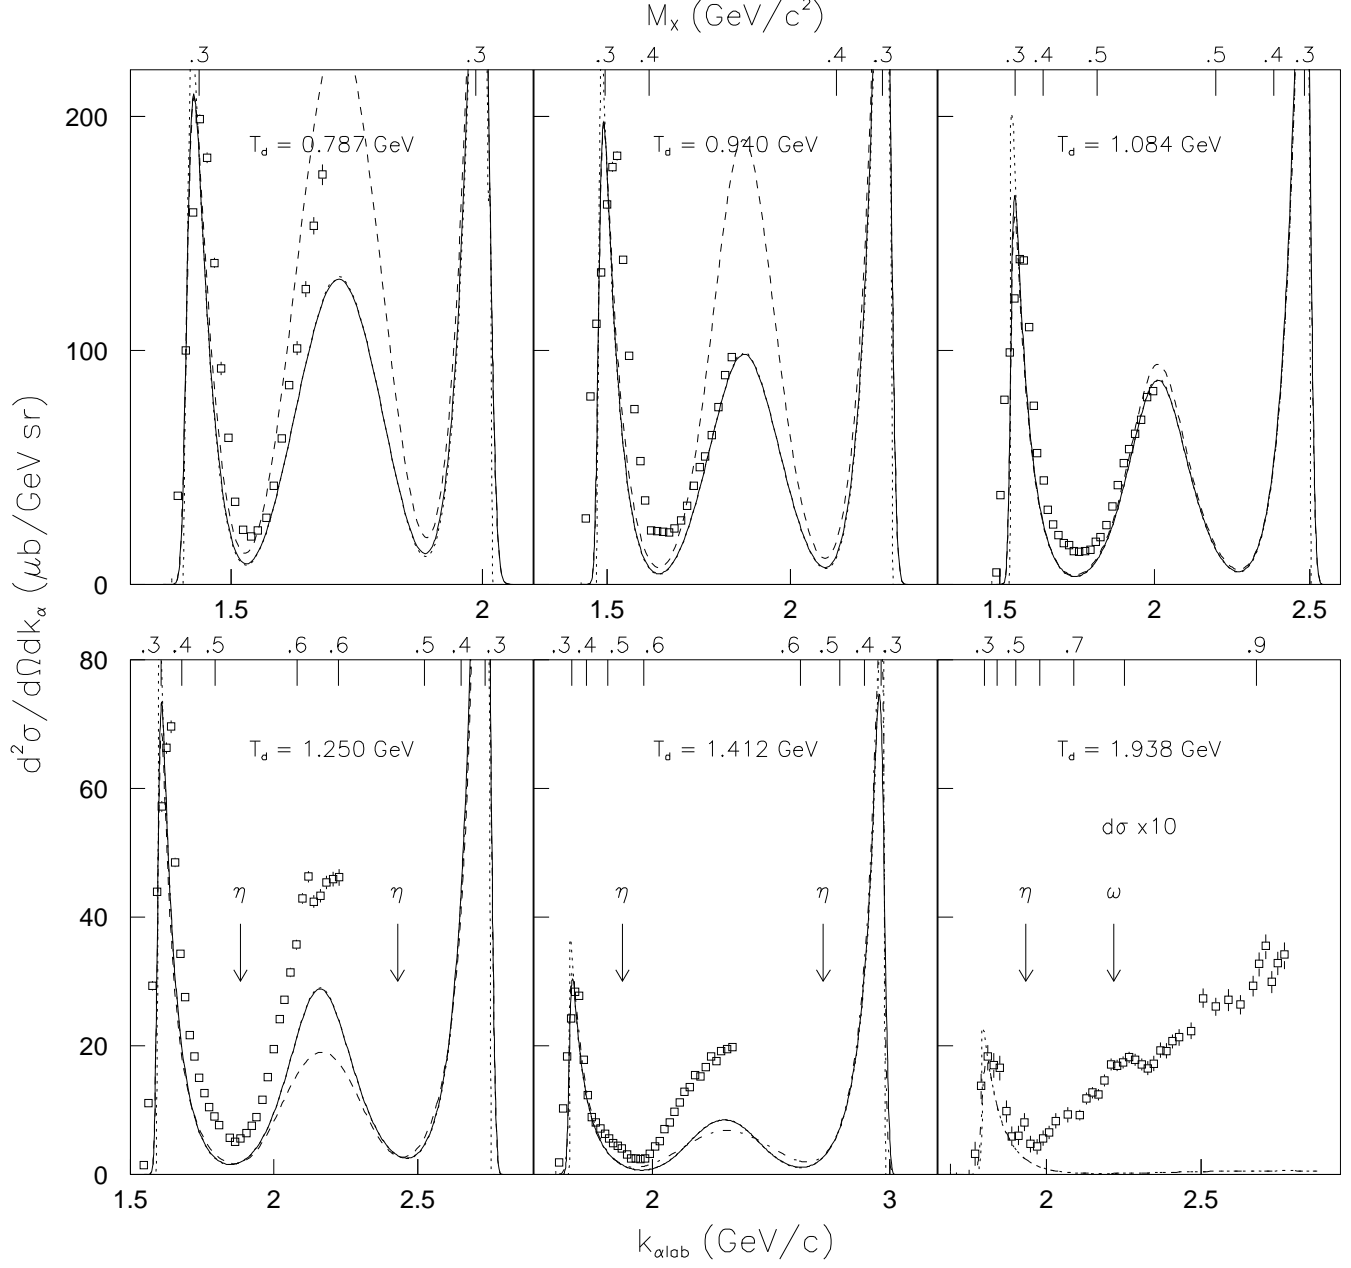 M_X (GeV/c²)
.3 .3 .3 .4 .4 .3 .3 .4 .5 .5 .4 .3
200
T_d = 0.787 GeV T_d = 0.940 GeV T_d = 1.084 GeV
100
0
1.5 2 1.5 2 1.5 2 2.5
.3 .4 .5 .6 .6 .5 .4 .3 .3 .4 .5 .6 .6 .5 .4 .3 .3 .5 .7 .9
80
T_d = 1.250 GeV T_d = 1.412 GeV T_d = 1.938 GeV
60
dσ x10
η η η η η ω
40
20
0
1.5 2 2.5 2 3 2 2.5
k_αlab (GeV/c)
d²σ/dΩdk_α (μb/GeV sr)